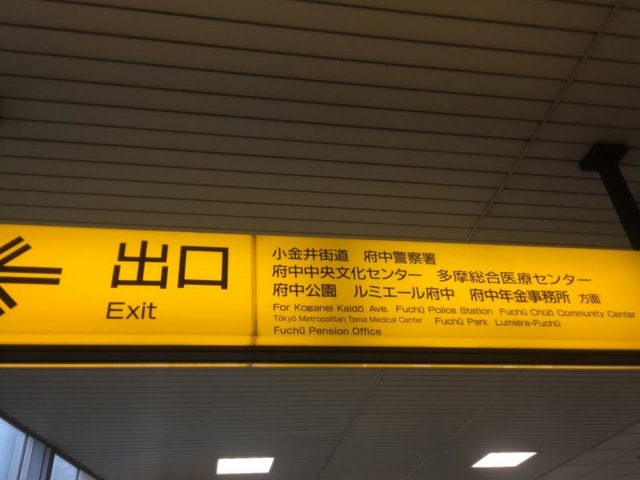 出口
Exit
小金井街道 府中警察署
府中中央文化センター 多摩総合医療センター
府中公園 ルミエール府中 府中年金事務所 方面
For Koganei Kaidō Ave. Fuchū Police Station Fuchū Chūō Community Center
Tōkyō Metropolitan Tama Medical Center Fuchū Park Lumiére-Fuchū
Fuchū Pension Office